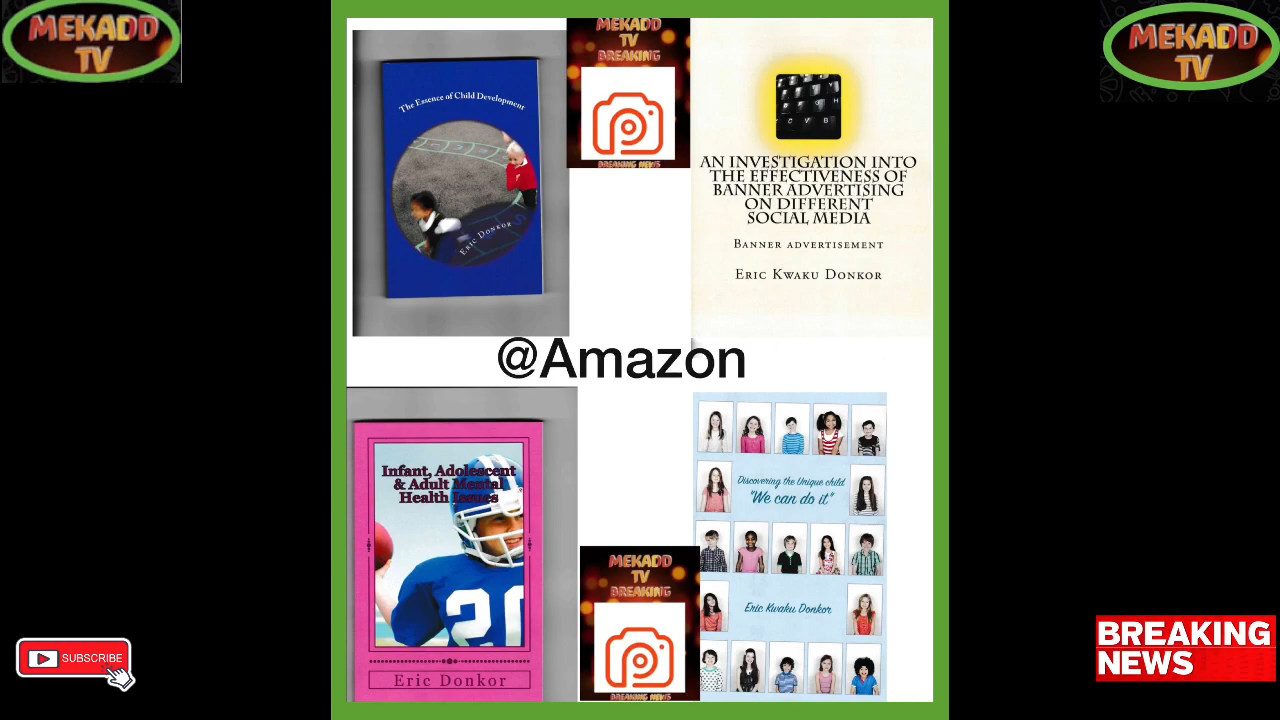 MEKADD
TV
MEKADD
TV
The Essence of Child Development
Eric Donkor
MEKADD
TV
BREAKING
BREAKING NEWS
Y
G H
C V B
AN INVESTIGATION INTO
THE EFFECTIVENESS OF
BANNER ADVERTISING
ON DIFFERENT
SOCIAL MEDIA
Banner advertisement
Eric Kwaku Donkor
@Amazon
Infant, Adolescent
& Adult Mental
Health Issues
20
Eric Donkor
MEKADD
TV
BREAKING
BREAKING NEWS
Discovering the Unique child
"We can do it"
Eric Kwaku Donkor
SUBSCRIBE
BREAKING
NEWS